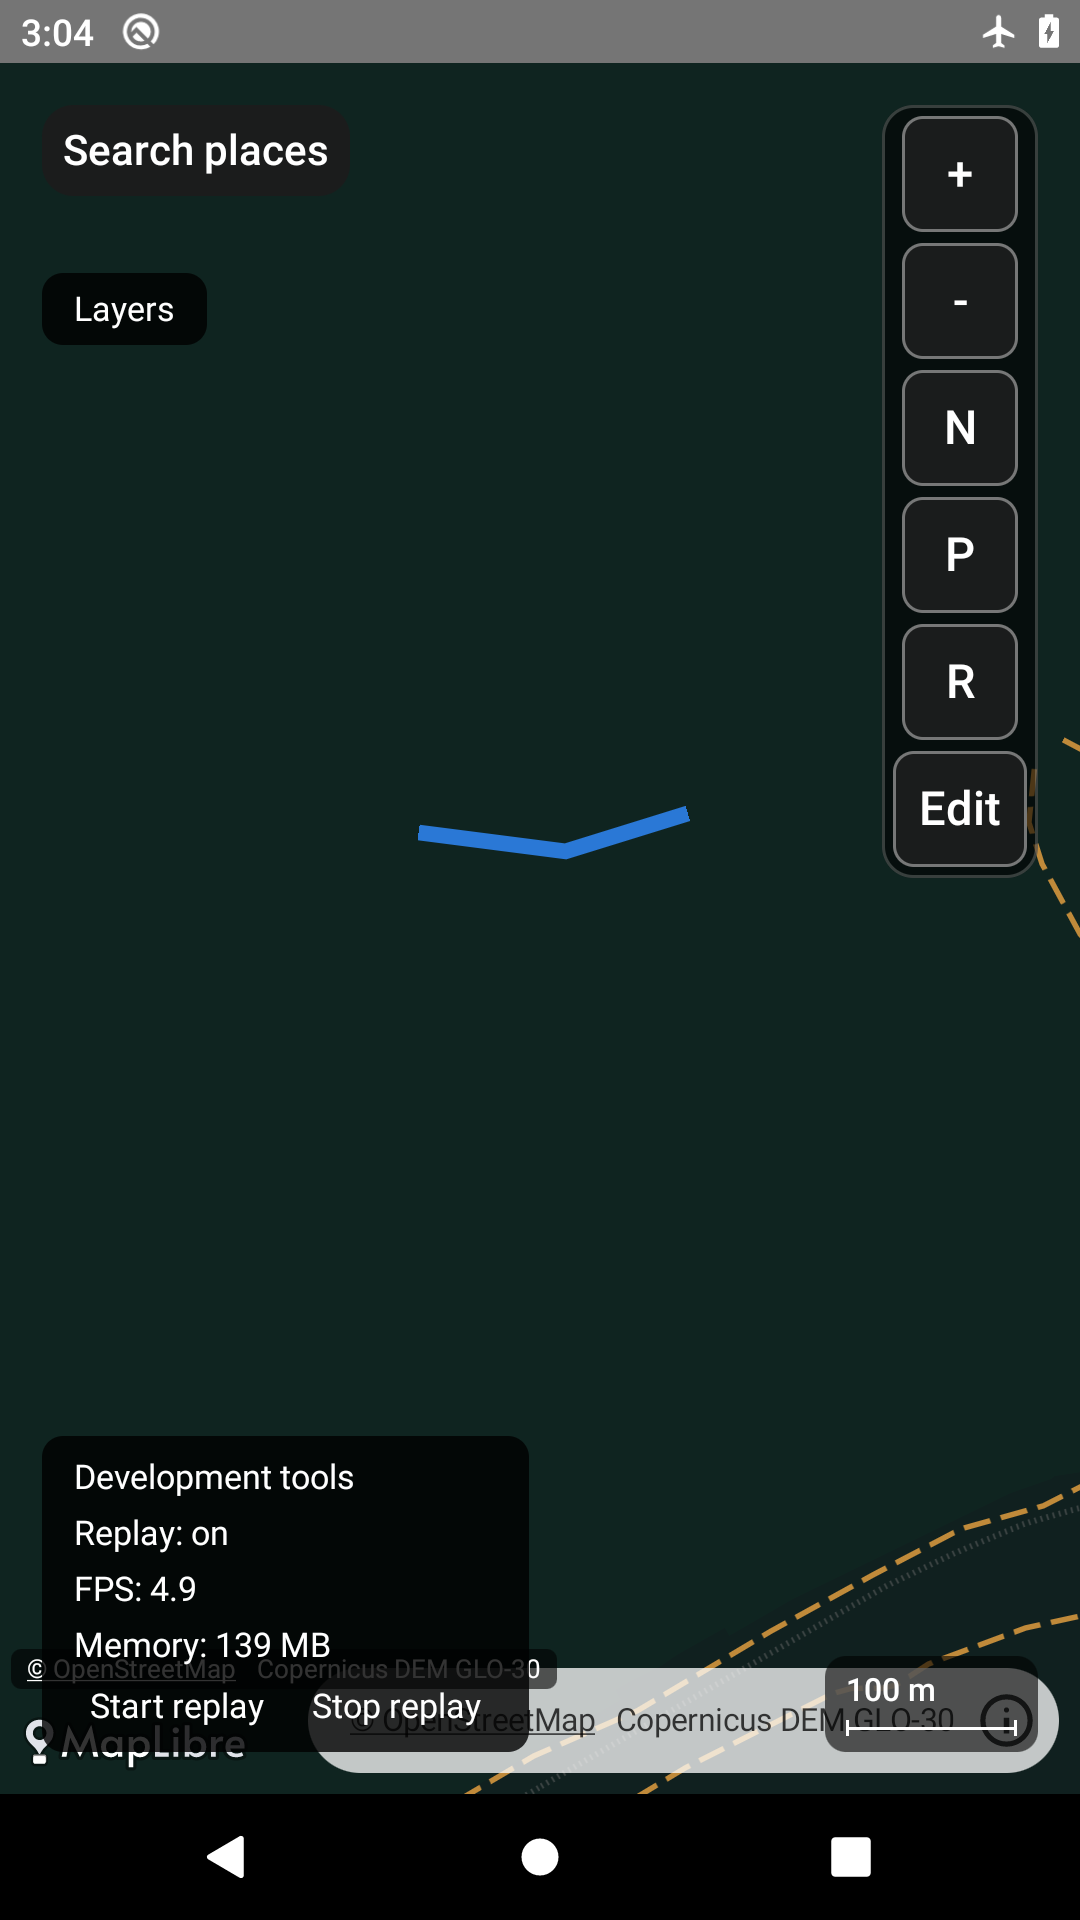 3:04
Search places
+
Layers
-
N
P
R
Edit
Development tools
Replay: on
FPS: 4.9
Memory: 139 MB
© OpenStreetMap Copernicus DEM GLO-30
Start replay Stop replay
100 m
© OpenStreetMap Copernicus DEM GLO-30
MapLibre